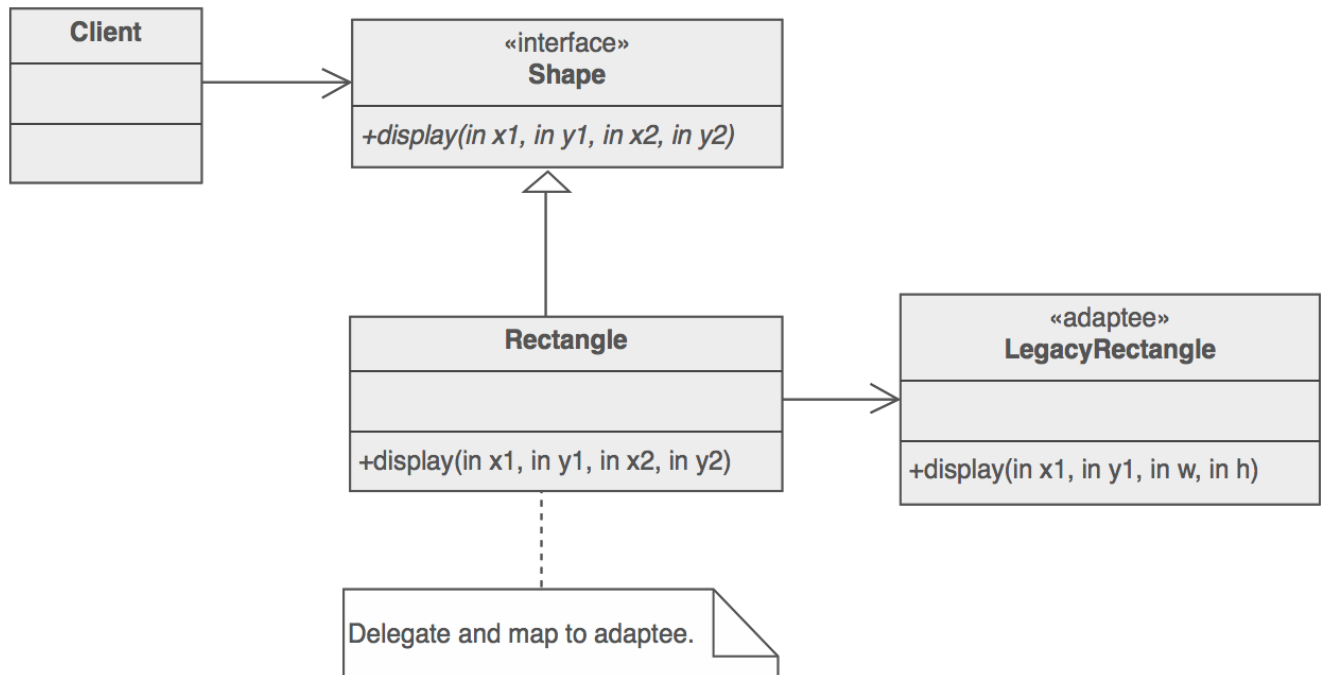 Client
«interface»
Shape
+display(in x1, in y1, in x2, in y2)
Rectangle
+display(in x1, in y1, in x2, in y2)
«adaptee»
LegacyRectangle
+display(in x1, in y1, in w, in h)
Delegate and map to adaptee.